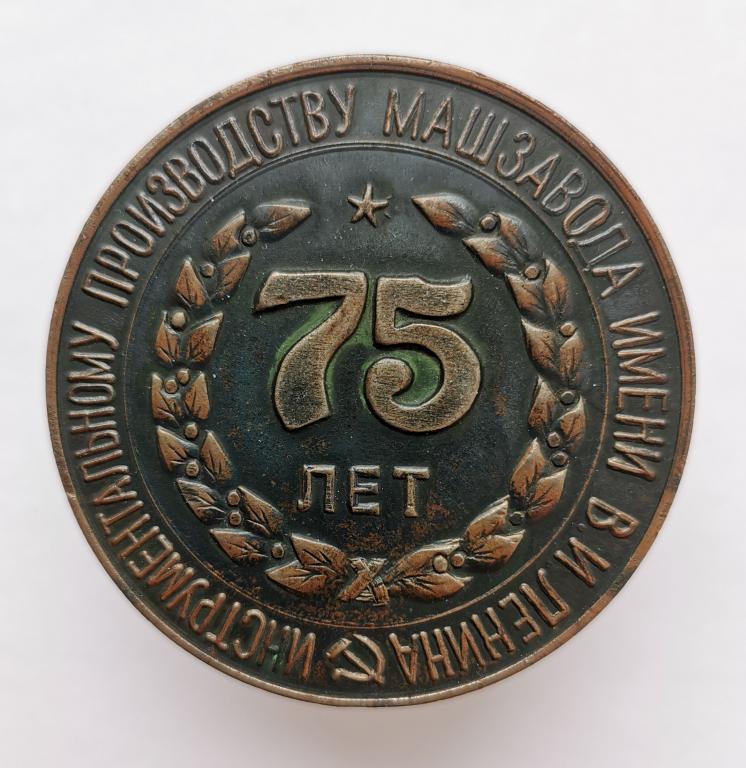 ИНСТРУМЕНТАЛЬНОМУ ПРОИЗВОДСТВУ МАШЗАВОДА ИМЕНИ В.И.ЛЕНИНА
75
ЛЕТ